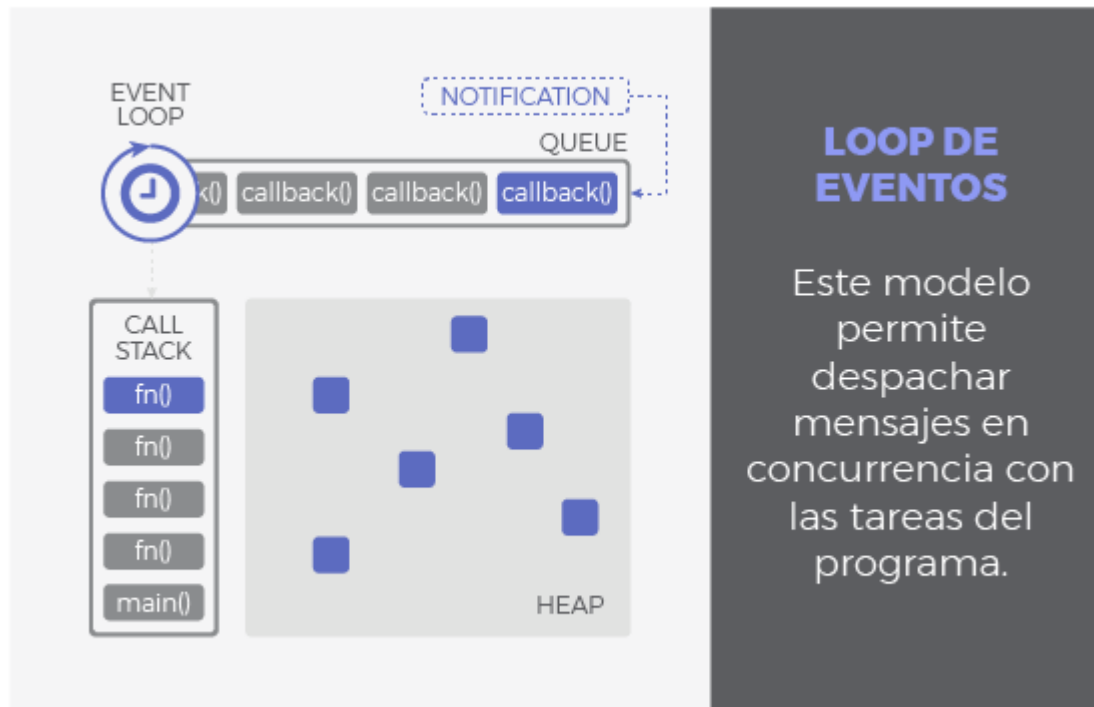 EVENT
LOOP
NOTIFICATION
QUEUE
k() callback() callback() callback()
CALL
STACK
fn()
fn()
fn()
fn()
main()
HEAP
LOOP DE
EVENTOS
Este modelo
permite
despachar
mensajes en
concurrencia con
las tareas del
programa.